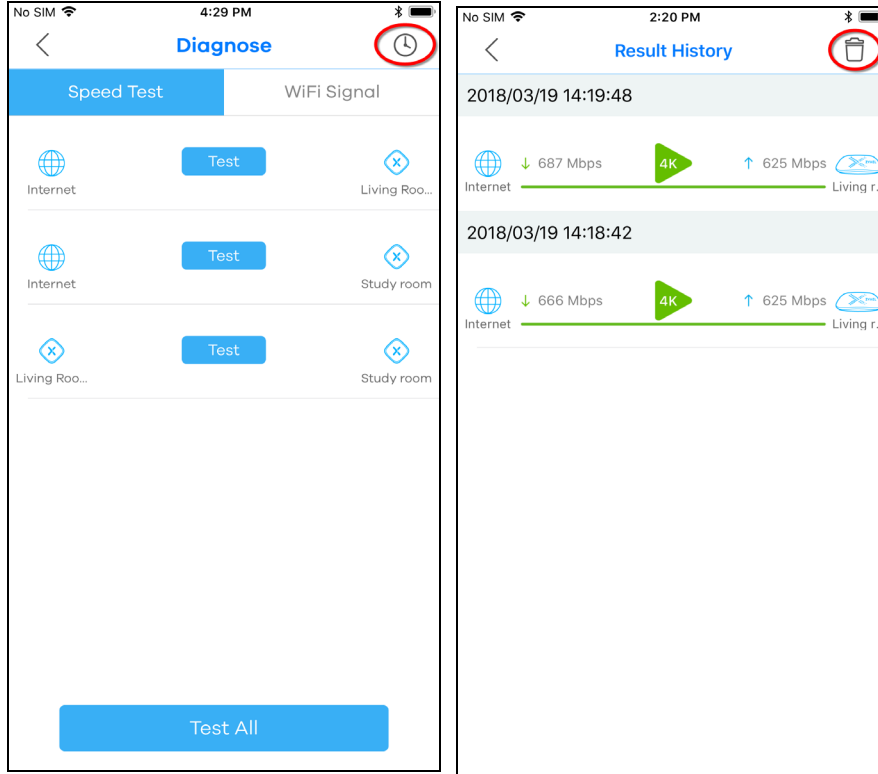 No SIM 4:29 PM
Diagnose
Speed Test WiFi Signal
Test
Internet Living Roo...
Test
Internet Study room
Test
Living Roo... Study room
Test All
No SIM 2:20 PM
Result History
2018/03/19 14:19:48
↓ 687 Mbps 4K ↑ 625 Mbps
Internet Living r.
2018/03/19 14:18:42
↓ 666 Mbps 4K ↑ 625 Mbps
Internet Living r.